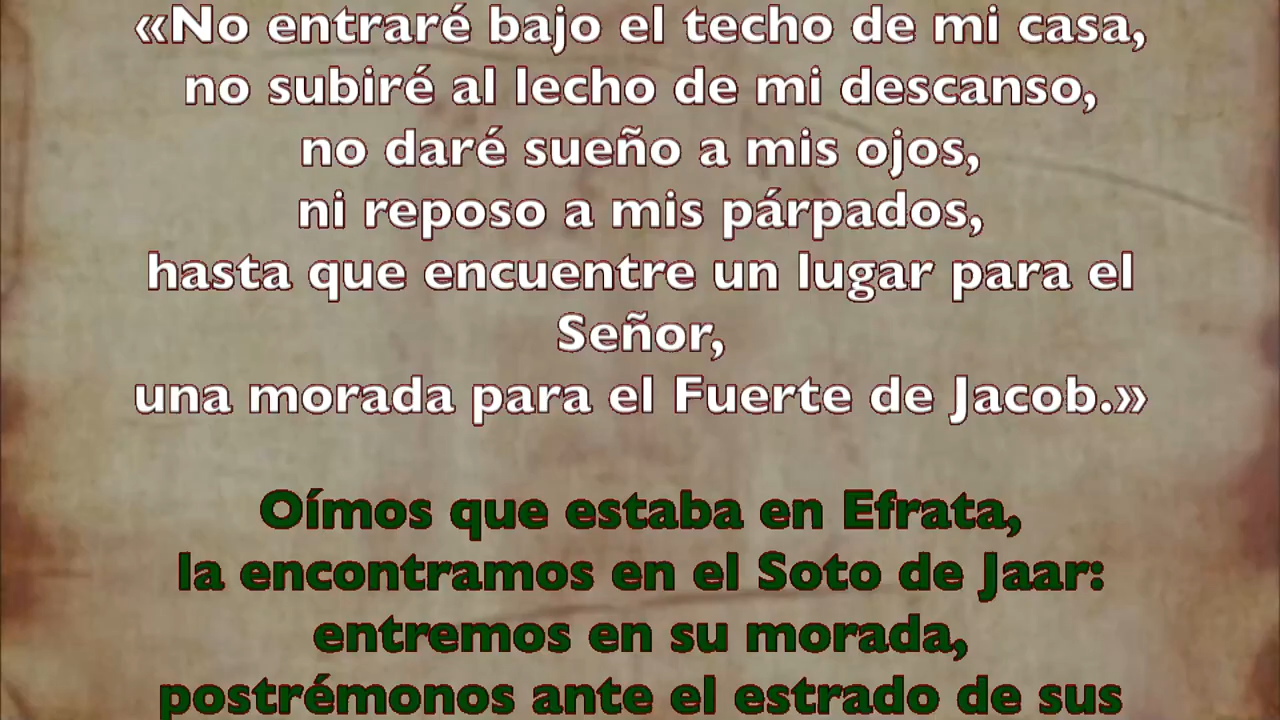 «No entraré bajo el techo de mi casa,
no subiré al lecho de mi descanso,
no daré sueño a mis ojos,
ni reposo a mis párpados,
hasta que encuentre un lugar para el
Señor,
una morada para el Fuerte de Jacob.»
Oímos que estaba en Efrata,
la encontramos en el Soto de Jaar:
entremos en su morada,
postrémonos ante el estrado de sus